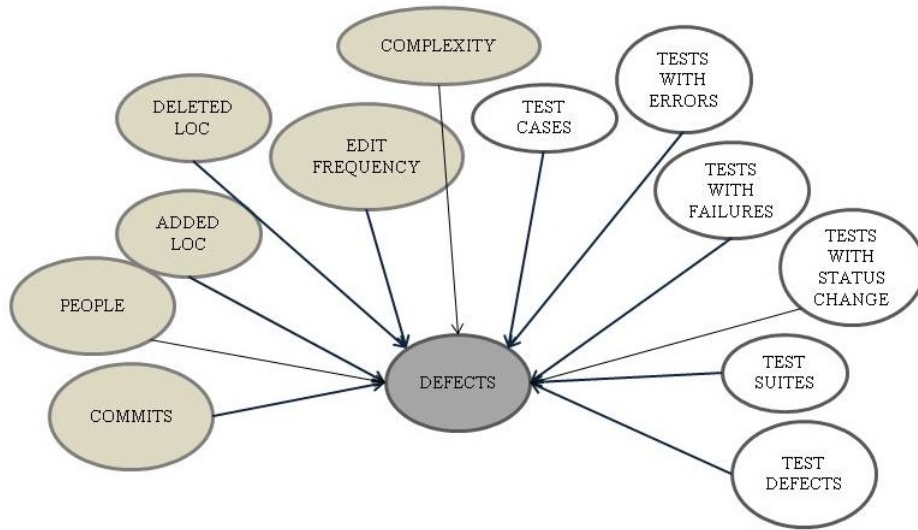 COMPLEXITY
TESTS
WITH
ERRORS
DELETED
LOC
TEST
CASES
EDIT
FREQUENCY
TESTS
WITH
FAILURES
ADDED
LOC
TESTS
WITH
STATUS
CHANGE
PEOPLE
DEFECTS
TEST
SUITES
COMMITS
TEST
DEFECTS